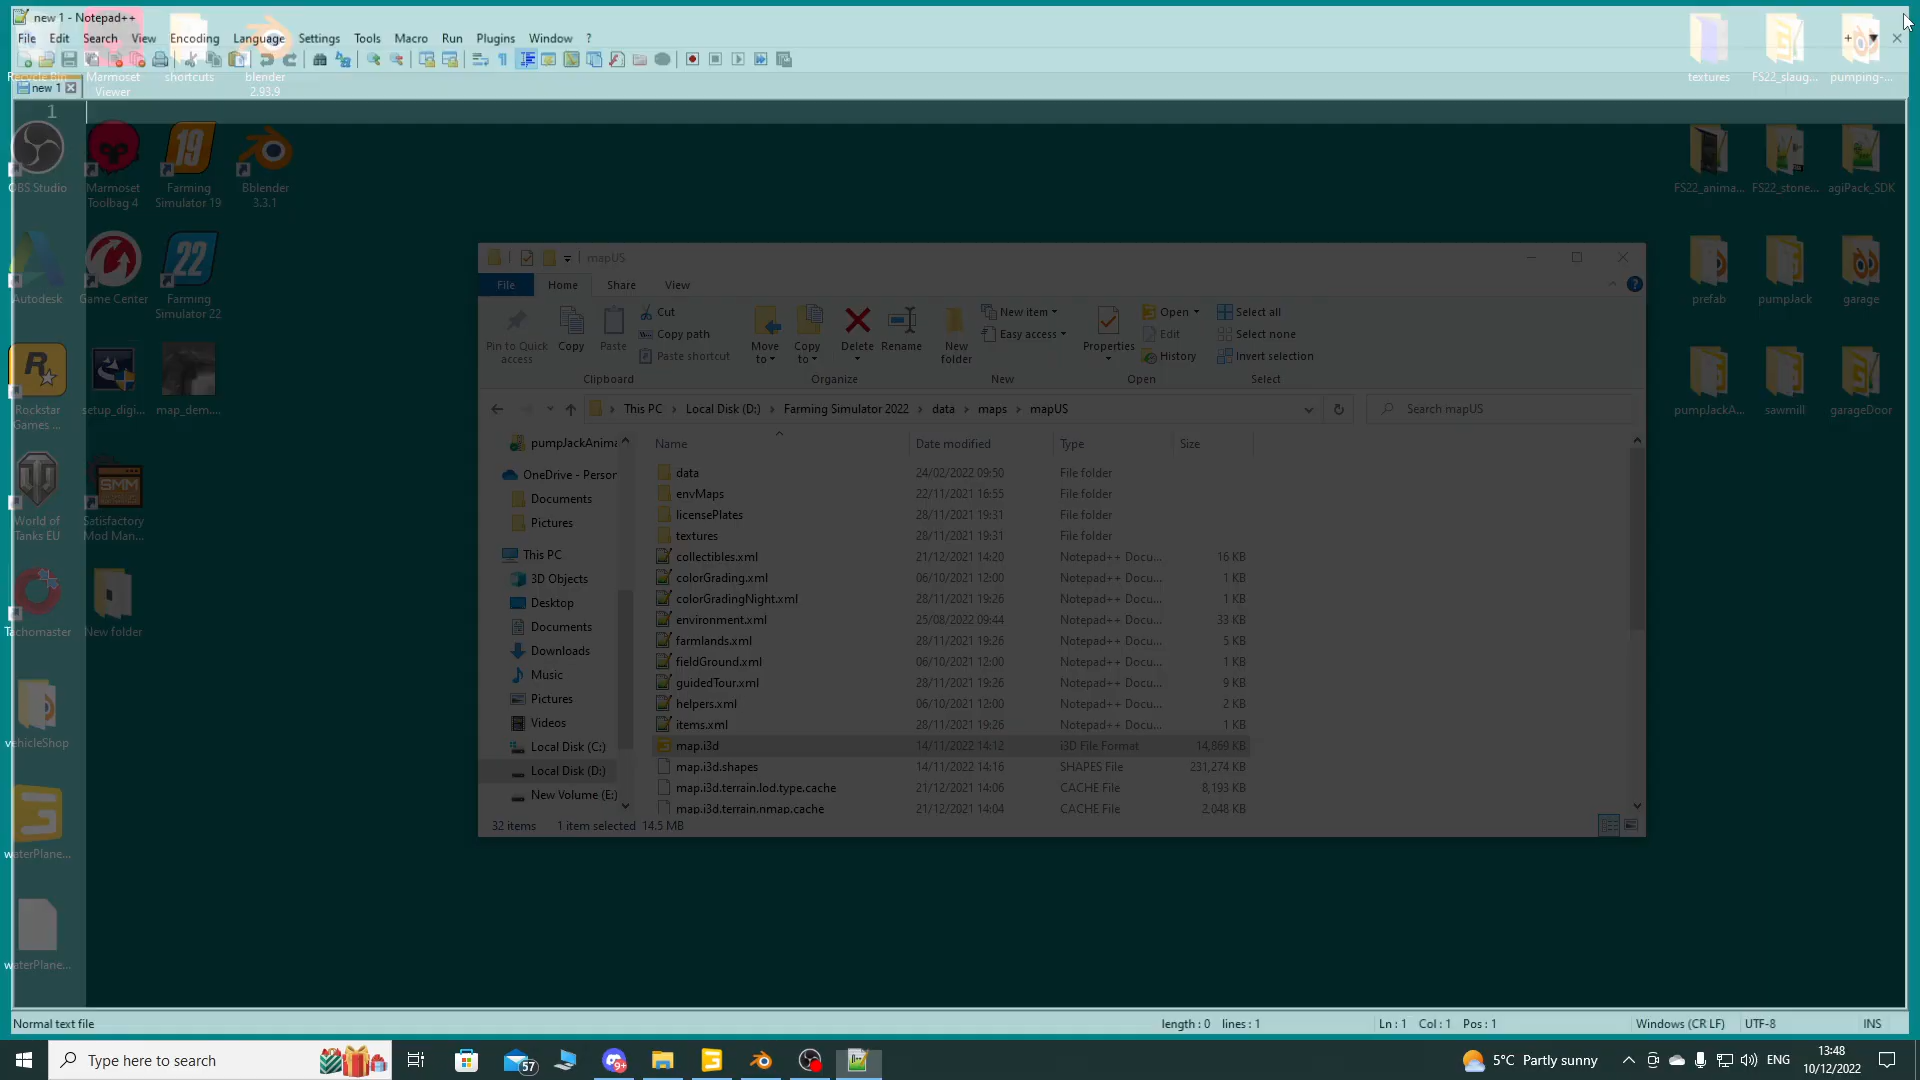 new 1 - Notepad++
File Edit Search View Encoding Language Settings Tools Macro Run Plugins Window ?
new 1
1
Recycle Bin
Marmoset Viewer
shortcuts
blender 2.93.9
textures
FS22_slaug...
pumping-...
OBS Studio
Marmoset Toolbag 4
Farming Simulator 19
Bblender 3.3.1
FS22_anima...
FS22_stone...
agiPack_SDK
Autodesk
Game Center
Farming Simulator 22
prefab
pumpJack
garage
Rockstar Games ...
setup_digi...
map_dem....
pumpJackA...
sawmill
garageDoor
World of Tanks EU
Satisfactory Mod Man...
Tachomaster
New folder
vehicleShop
waterPlane...
waterPlane...
mapUS
File Home Share View
Pin to Quick access
Copy
Paste
Cut
Copy path
Paste shortcut
Move to
Copy to
Delete
Rename
New folder
New item
Easy access
Properties
Open
Edit
History
Select all
Select none
Invert selection
Clipboard Organize New Open Select
This PC > Local Disk (D:) > Farming Simulator 2022 > data > maps > mapUS
Search mapUS
pumpJackAnima
OneDrive - Person
Documents
Pictures
This PC
3D Objects
Desktop
Documents
Downloads
Music
Pictures
Videos
Local Disk (C:)
Local Disk (D:)
New Volume (E:)
Name Date modified Type Size
data 24/02/2022 09:50 File folder
envMaps 22/11/2021 16:55 File folder
licensePlates 28/11/2021 19:31 File folder
textures 28/11/2021 19:31 File folder
collectibles.xml 21/12/2021 14:20 Notepad++ Docu... 16 KB
colorGrading.xml 06/10/2021 12:00 Notepad++ Docu... 1 KB
colorGradingNight.xml 28/11/2021 19:26 Notepad++ Docu... 1 KB
environment.xml 25/08/2022 09:44 Notepad++ Docu... 33 KB
farmlands.xml 28/11/2021 19:26 Notepad++ Docu... 5 KB
fieldGround.xml 06/10/2021 12:00 Notepad++ Docu... 1 KB
guidedTour.xml 28/11/2021 19:26 Notepad++ Docu... 9 KB
helpers.xml 06/10/2021 12:00 Notepad++ Docu... 2 KB
items.xml 28/11/2021 19:26 Notepad++ Docu... 1 KB
map.i3d 14/11/2022 14:12 i3D File Format 14,869 KB
map.i3d.shapes 14/11/2022 14:16 SHAPES File 231,274 KB
map.i3d.terrain.lod.type.cache 21/12/2021 14:06 CACHE File 8,193 KB
map.i3d.terrain.nmap.cache 21/12/2021 14:04 CACHE File 2,048 KB
32 items 1 item selected 14.5 MB
Normal text file length : 0 lines : 1 Ln : 1 Col : 1 Pos : 1 Windows (CR LF) UTF-8 INS
Type here to search
57
9+
5°C Partly sunny
ENG
13:48
10/12/2022